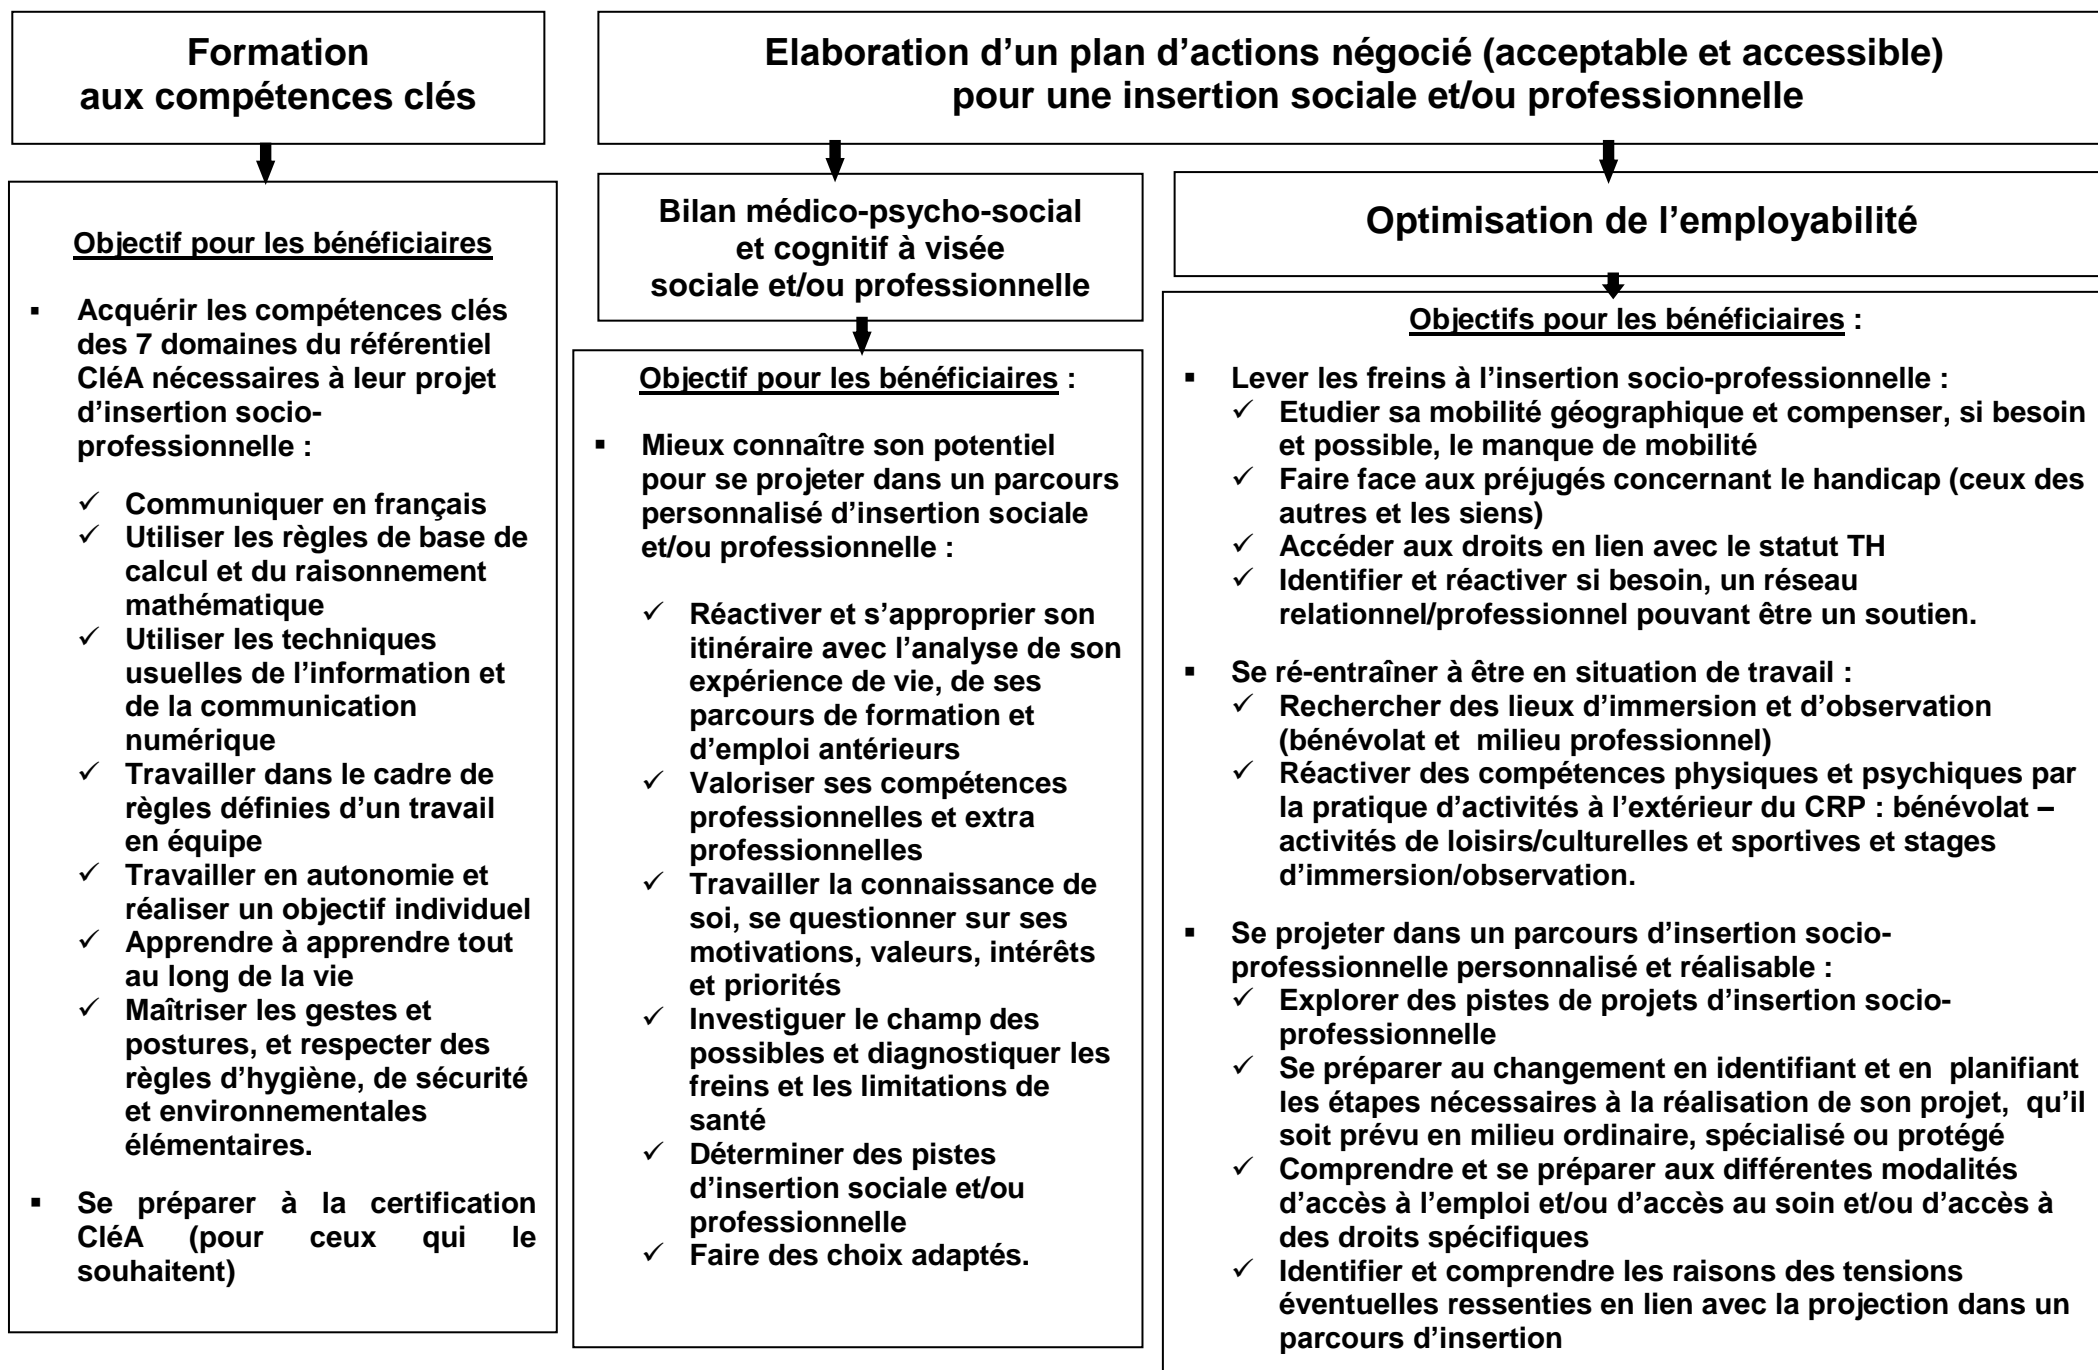 Formation
aux compétences clés
Elaboration d’un plan d’actions négocié (acceptable et accessible)
pour une insertion sociale et/ou professionnelle
Objectif pour les bénéficiaires
▪ Acquérir les compétences clés
des 7 domaines du référentiel
CléA nécessaires à leur projet
d’insertion socio-
professionnelle :
✓ Communiquer en français
✓ Utiliser les règles de base de
calcul et du raisonnement
mathématique
✓ Utiliser les techniques
usuelles de l’information et
de la communication
numérique
✓ Travailler dans le cadre de
règles définies d’un travail
en équipe
✓ Travailler en autonomie et
réaliser un objectif individuel
✓ Apprendre à apprendre tout
au long de la vie
✓ Maîtriser les gestes et
postures, et respecter des
règles d’hygiène, de sécurité
et environnementales
élémentaires.
▪ Se préparer à la certification
CléA (pour ceux qui le
souhaitent)
Bilan médico-psycho-social
et cognitif à visée
sociale et/ou professionnelle
Objectif pour les bénéficiaires :
▪ Mieux connaître son potentiel
pour se projeter dans un parcours
personnalisé d’insertion sociale
et/ou professionnelle :
✓ Réactiver et s’approprier son
itinéraire avec l’analyse de son
expérience de vie, de ses
parcours de formation et
d’emploi antérieurs
✓ Valoriser ses compétences
professionnelles et extra
professionnelles
✓ Travailler la connaissance de
soi, se questionner sur ses
motivations, valeurs, intérêts
et priorités
✓ Investiguer le champ des
possibles et diagnostiquer les
freins et les limitations de
santé
✓ Déterminer des pistes
d’insertion sociale et/ou
professionnelle
✓ Faire des choix adaptés.
Optimisation de l’employabilité
Objectifs pour les bénéficiaires :
▪ Lever les freins à l’insertion socio-professionnelle :
✓ Etudier sa mobilité géographique et compenser, si besoin
et possible, le manque de mobilité
✓ Faire face aux préjugés concernant le handicap (ceux des
autres et les siens)
✓ Accéder aux droits en lien avec le statut TH
✓ Identifier et réactiver si besoin, un réseau
relationnel/professionnel pouvant être un soutien.
▪ Se ré-entraîner à être en situation de travail :
✓ Rechercher des lieux d’immersion et d’observation
(bénévolat et milieu professionnel)
✓ Réactiver des compétences physiques et psychiques par
la pratique d’activités à l’extérieur du CRP : bénévolat –
activités de loisirs/culturelles et sportives et stages
d’immersion/observation.
▪ Se projeter dans un parcours d’insertion socio-
professionnelle personnalisé et réalisable :
✓ Explorer des pistes de projets d’insertion socio-
professionnelle
✓ Se préparer au changement en identifiant et en planifiant
les étapes nécessaires à la réalisation de son projet, qu’il
soit prévu en milieu ordinaire, spécialisé ou protégé
✓ Comprendre et se préparer aux différentes modalités
d’accès à l’emploi et/ou d’accès au soin et/ou d’accès à
des droits spécifiques
✓ Identifier et comprendre les raisons des tensions
éventuelles ressenties en lien avec la projection dans un
parcours d’insertion